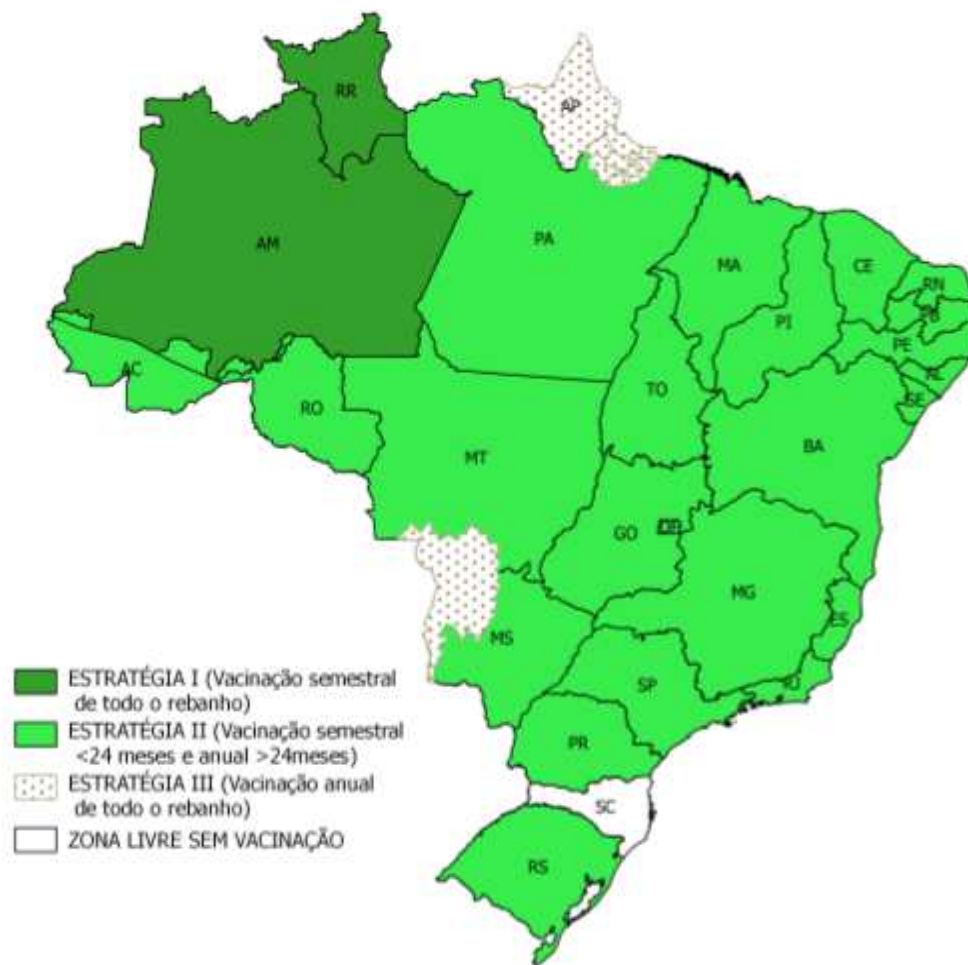 RR
AP
AM
PA
MA
CE
RN
PB
PI
PE
AC
AL
SE
TO
RO
BA
MT
GO
DF
MG
ES
MS
RJ
SP
PR
SC
RS
ESTRATÉGIA I (Vacinação semestral
de todo o rebanho)
ESTRATÉGIA II (Vacinação semestral
<24 meses e anual >24meses)
ESTRATÉGIA III (Vacinação anual
de todo o rebanho)
ZONA LIVRE SEM VACINAÇÃO